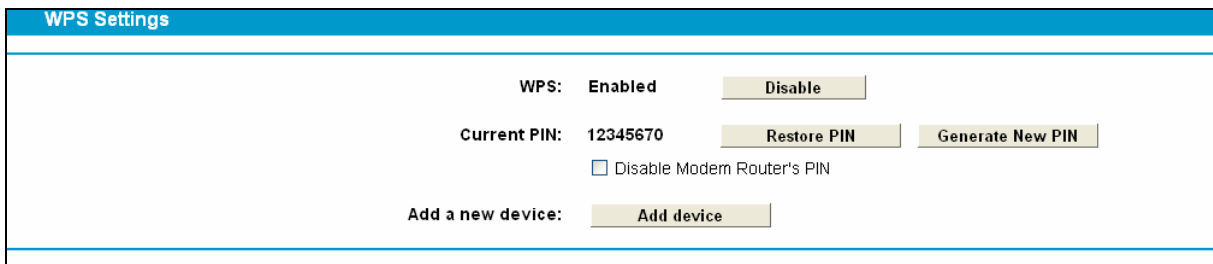 WPS Settings
WPS: Enabled Disable
Current PIN: 12345670 Restore PIN Generate New PIN
Disable Modem Router's PIN
Add a new device: Add device